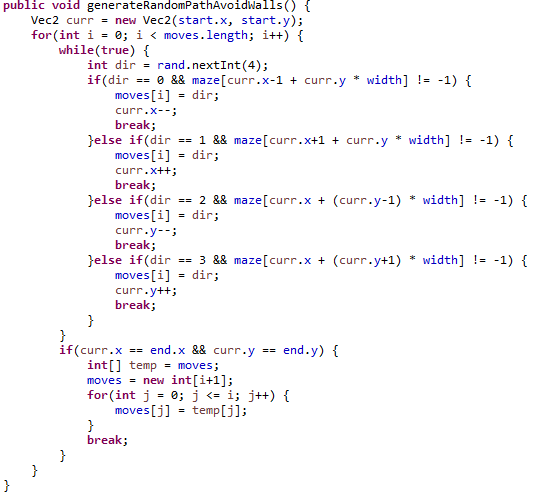 public void generateRandomPathAvoidWalls() {
    Vec2 curr = new Vec2(start.x, start.y);
    for(int i = 0; i < moves.length; i++) {
        while(true) {
            int dir = rand.nextInt(4);
            if(dir == 0 && maze[curr.x-1 + curr.y * width] != -1) {
                moves[i] = dir;
                curr.x--;
                break;
            }else if(dir == 1 && maze[curr.x+1 + curr.y * width] != -1) {
                moves[i] = dir;
                curr.x++;
                break;
            }else if(dir == 2 && maze[curr.x + (curr.y-1) * width] != -1) {
                moves[i] = dir;
                curr.y--;
                break;
            }else if(dir == 3 && maze[curr.x + (curr.y+1) * width] != -1) {
                moves[i] = dir;
                curr.y++;
                break;
            }
        }
        if(curr.x == end.x && curr.y == end.y) {
            int[] temp = moves;
            moves = new int[i+1];
            for(int j = 0; j <= i; j++) {
                moves[j] = temp[j];
            }
            break;
        }
    }
}